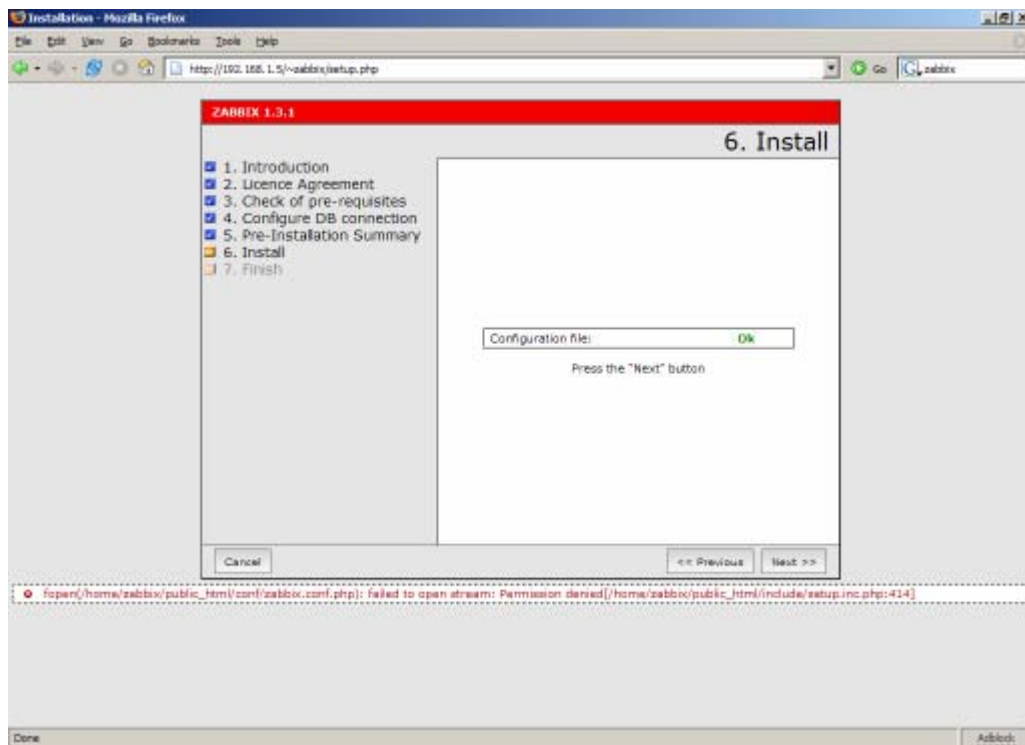 Installation - Mozilla Firefox
File Edit View Go Bookmarks Tools Help
http://192.168.1.5/~zabbix/setup.php Go zabbix
ZABBIX 1.3.1
6. Install
1. Introduction
2. Licence Agreement
3. Check of pre-requisites
4. Configure DB connection
5. Pre-Installation Summary
6. Install
7. Finish
Configuration file: Ok
Press the "Next" button
Cancel << Previous Next >>
fopen(/home/zabbix/public_html/conf/zabbix.conf.php): failed to open stream: Permission denied[/home/zabbix/public_html/include/setup.inc.php:414]
Done Adblock